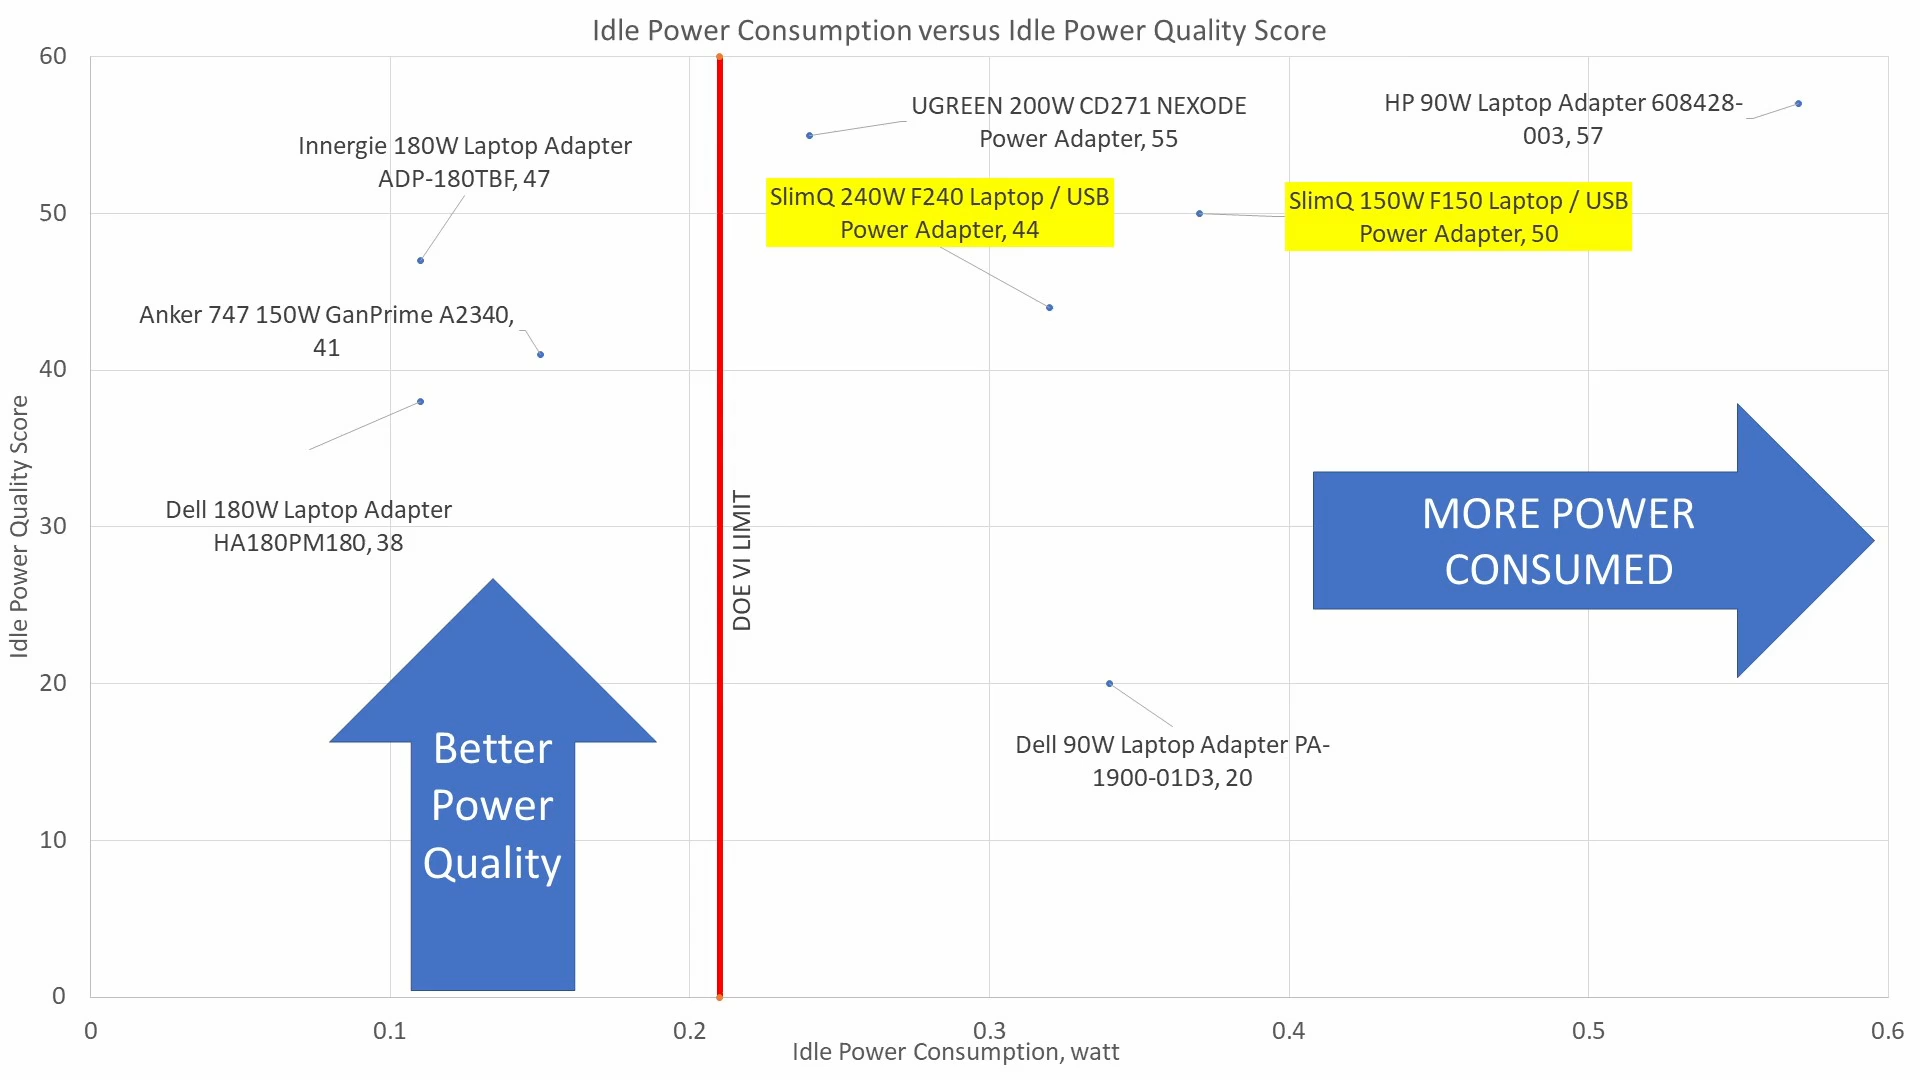 Idle Power Consumption versus Idle Power Quality Score
60
50
40
30
20
10
0
Idle Power Quality Score
Innergie 180W Laptop Adapter
ADP-180TBF, 47
Anker 747 150W GanPrime A2340,
41
Dell 180W Laptop Adapter
HA180PM180, 38
Better
Power
Quality
DOE VI LIMIT
UGREEN 200W CD271 NEXODE
Power Adapter, 55
SlimQ 240W F240 Laptop / USB
Power Adapter, 44
HP 90W Laptop Adapter 608428-
003, 57
SlimQ 150W F150 Laptop / USB
Power Adapter, 50
MORE POWER
CONSUMED
Dell 90W Laptop Adapter PA-
1900-01D3, 20
0 0.1 0.2 0.3 0.4 0.5 0.6
Idle Power Consumption, watt